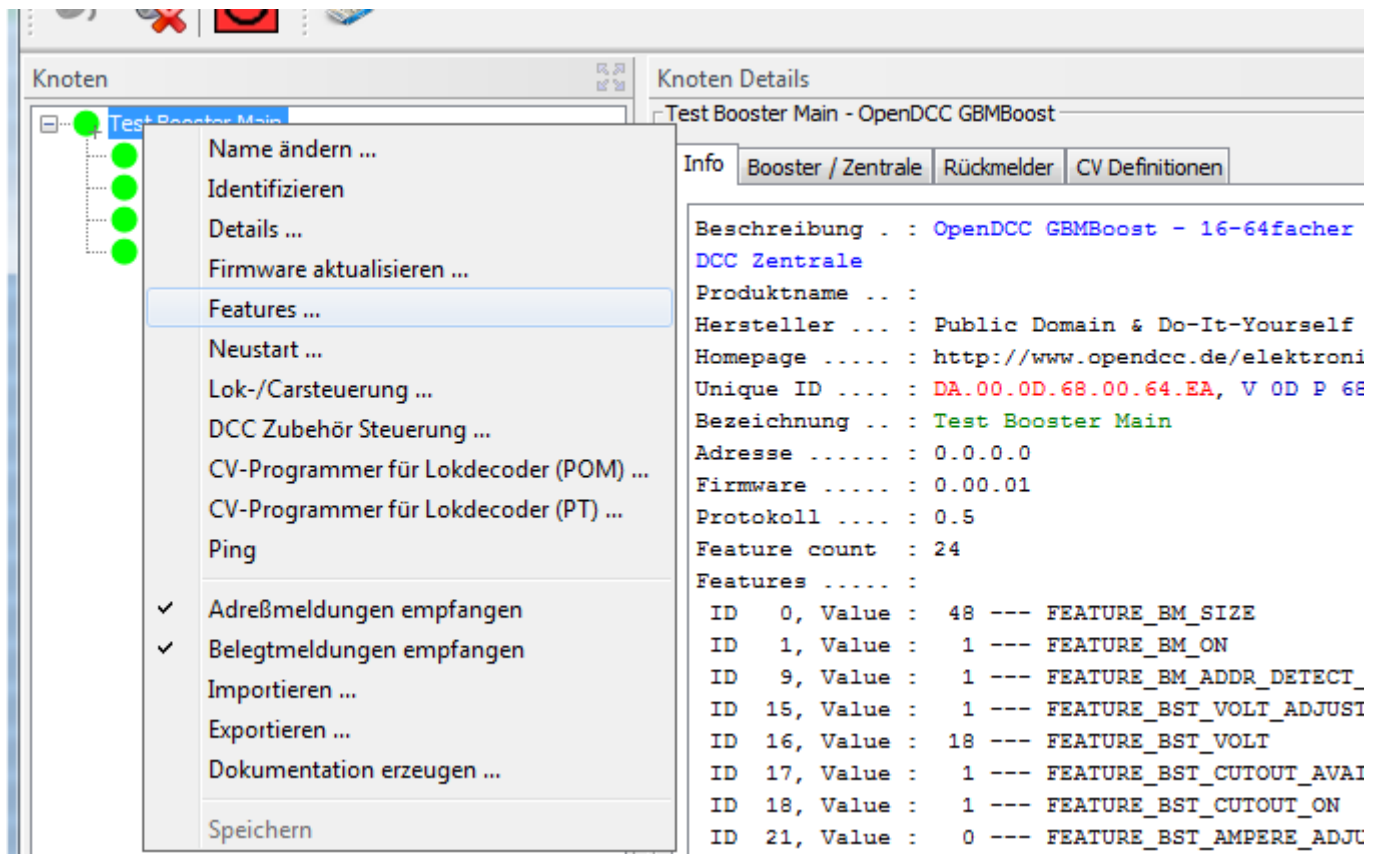 Knoten
Test Booster Main
Name ändern ...
Identifizieren
Details ...
Firmware aktualisieren ...
Features ...
Neustart ...
Lok-/Carsteuerung ...
DCC Zubehör Steuerung ...
CV-Programmer für Lokdecoder (POM) ...
CV-Programmer für Lokdecoder (PT) ...
Ping
Adreßmeldungen empfangen
Belegtmeldungen empfangen
Importieren ...
Exportieren ...
Dokumentation erzeugen ...
Speichern
Knoten Details
Test Booster Main - OpenDCC GBMBoost
Info Booster / Zentrale Rückmelder CV Definitionen
Beschreibung . : OpenDCC GBMBoost - 16-64facher
DCC Zentrale
Produktname .. :
Hersteller ... : Public Domain & Do-It-Yourself
Homepage ..... : http://www.opendcc.de/elektroni
Unique ID .... : DA.00.0D.68.00.64.EA, V 0D P 68
Bezeichnung .. : Test Booster Main
Adresse ...... : 0.0.0.0
Firmware ..... : 0.00.01
Protokoll .... : 0.5
Feature count : 24
Features ..... :
ID 0, Value : 48 --- FEATURE_BM_SIZE
ID 1, Value : 1 --- FEATURE_BM_ON
ID 9, Value : 1 --- FEATURE_BM_ADDR_DETECT_
ID 15, Value : 1 --- FEATURE_BST_VOLT_ADJUST
ID 16, Value : 18 --- FEATURE_BST_VOLT
ID 17, Value : 1 --- FEATURE_BST_CUTOUT_AVAI
ID 18, Value : 1 --- FEATURE_BST_CUTOUT_ON
ID 21, Value : 0 --- FEATURE_BST_AMPERE_ADJU